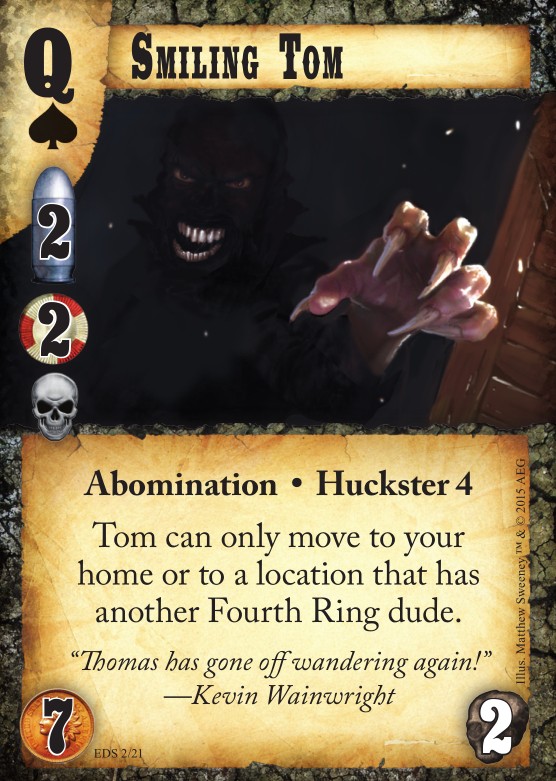 Q
Smiling Tom
2
2
Abomination • Huckster 4
Tom can only move to your
home or to a location that has
another Fourth Ring dude.
“Thomas has gone off wandering again!”
—Kevin Wainwright
7
EDS 2/21
2
Illus. Matthew Sweeney ™ & © 2015 AEG